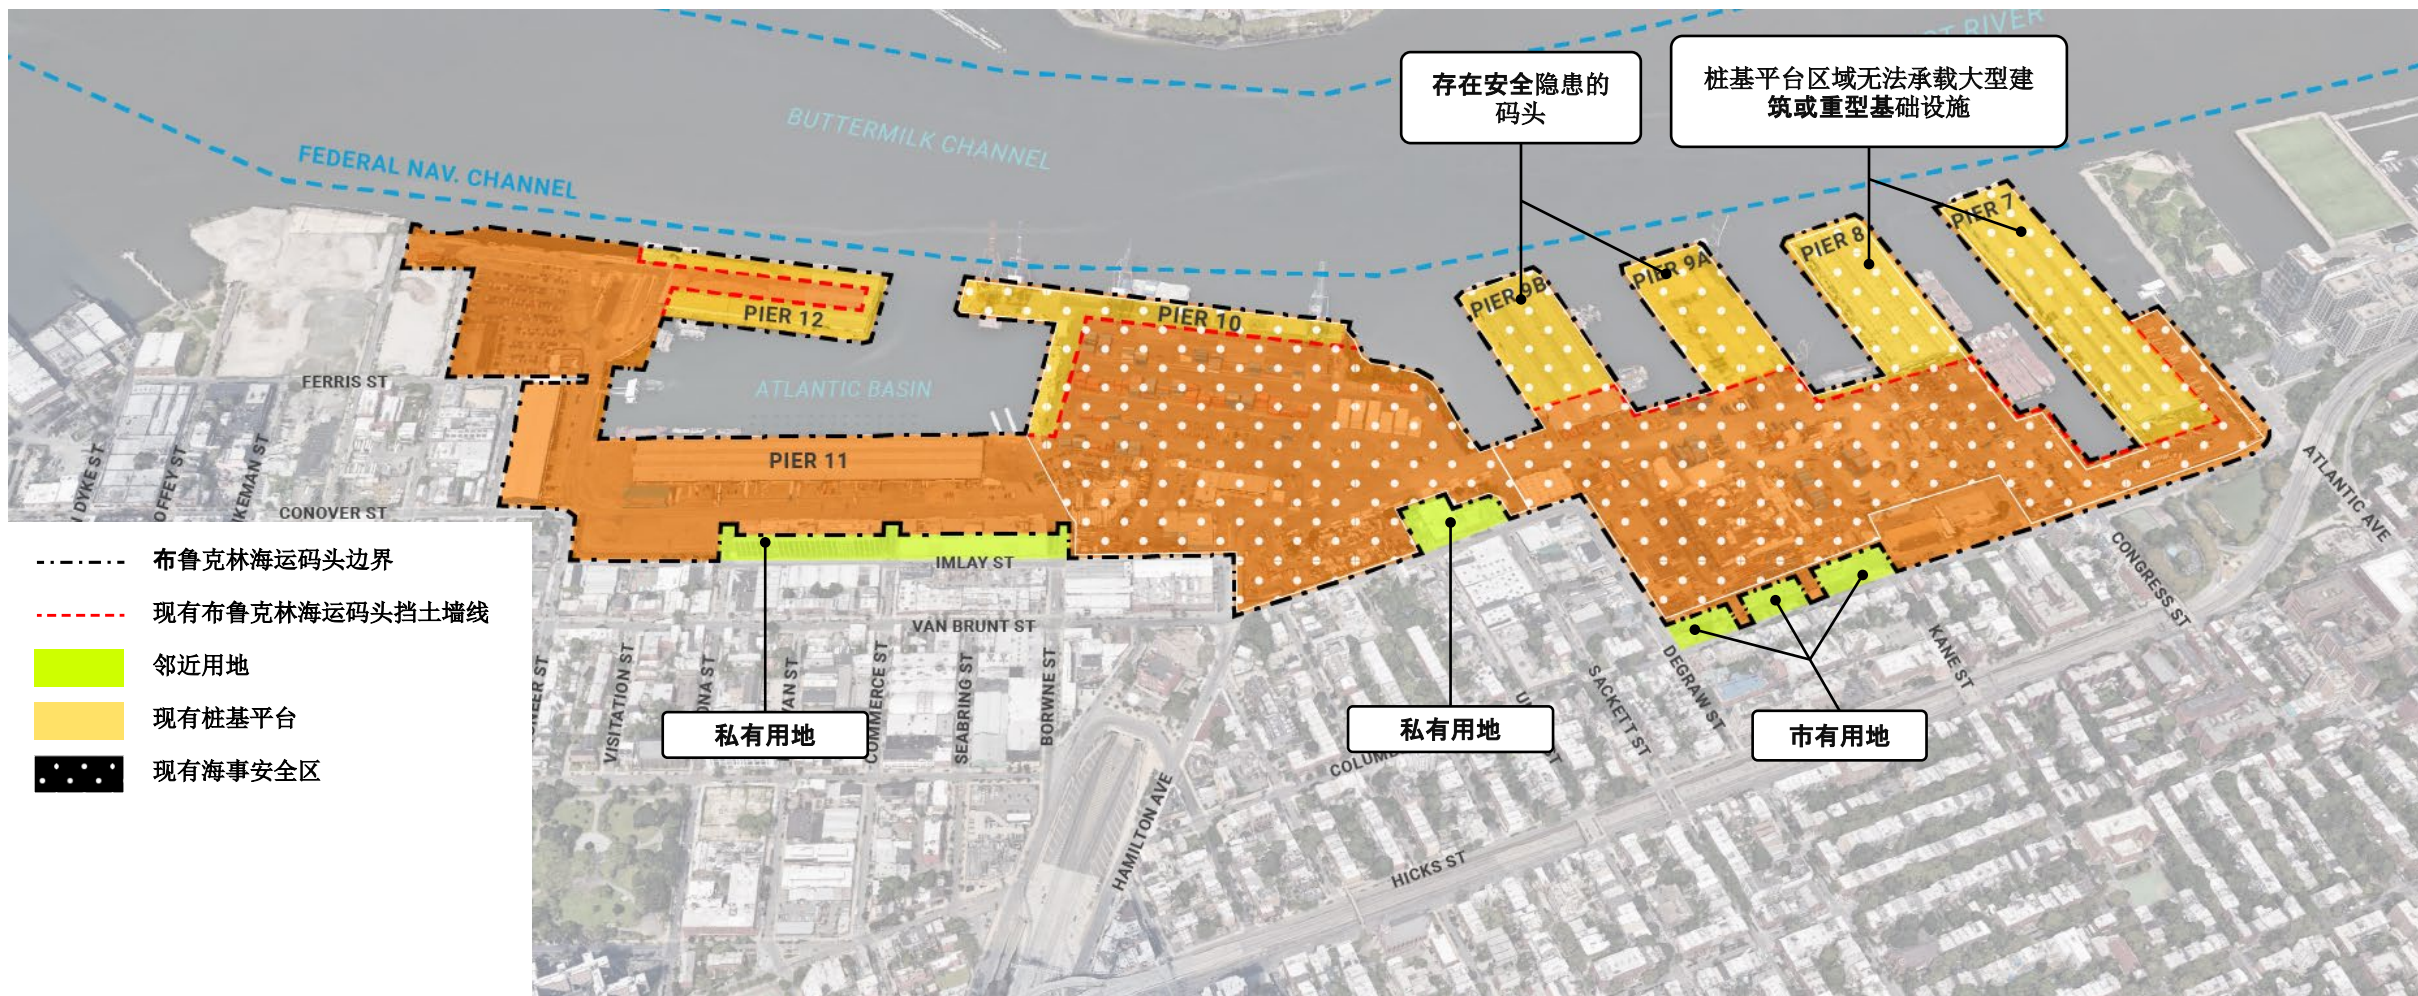 存在安全隐患的
码头
桩基平台区域无法承载大型建
筑或重型基础设施
BUTTERMILK CHANNEL
FEDERAL NAV. CHANNEL
RIVER
PIER 7
PIER 8
PIER 9A
PIER 9B
PIER 10
PIER 12
ATLANTIC BASIN
PIER 11
FERRIS ST
CONOVER ST
IMLAY ST
VAN BRUNT ST
DYKE ST
VISITATION ST
COMMERCE ST
SEABRING ST
BORWNE ST
HAMILTON AVE
HICKS ST
SACKETT ST
DEGRAW ST
KANE ST
CONGRESS ST
ATLANTIC AVE
私有用地
私有用地
市有用地
布鲁克林海运码头边界
现有布鲁克林海运码头挡土墙线
邻近用地
现有桩基平台
现有海事安全区